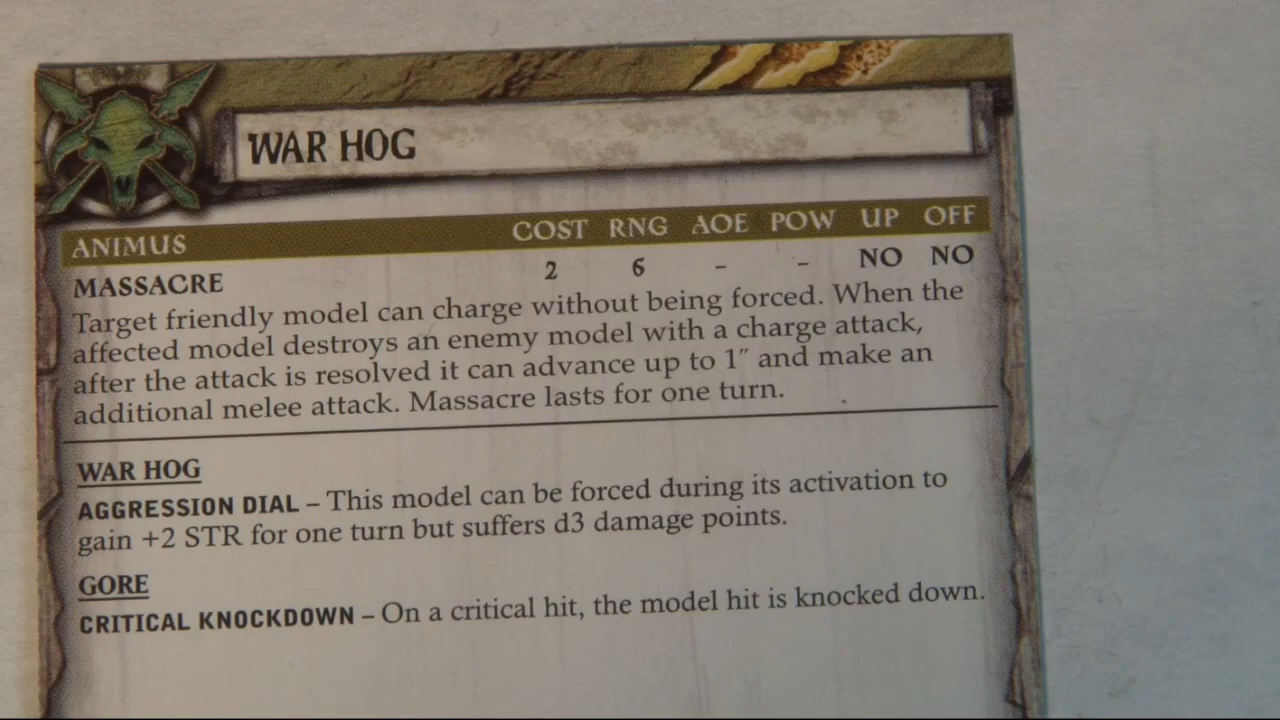 WAR HOG
ANIMUS COST RNG AOE POW UP OFF
MASSACRE 2 6 – – NO NO
Target friendly model can charge without being forced. When the
affected model destroys an enemy model with a charge attack,
after the attack is resolved it can advance up to 1″ and make an
additional melee attack. Massacre lasts for one turn.
WAR HOG
AGGRESSION DIAL – This model can be forced during its activation to
gain +2 STR for one turn but suffers d3 damage points.
GORE
CRITICAL KNOCKDOWN – On a critical hit, the model hit is knocked down.